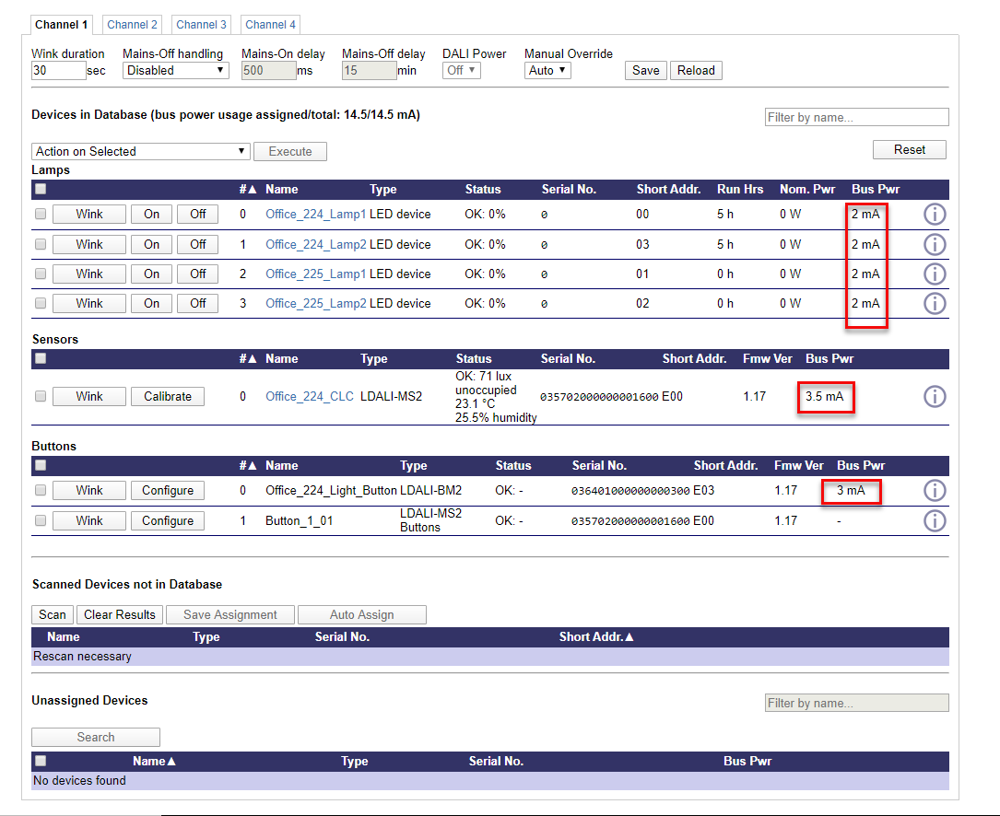 Channel 1 Channel 2 Channel 3 Channel 4
Wink duration Mains-Off handling Mains-On delay Mains-Off delay DALI Power Manual Override
30 sec Disabled ▼ 500 ms 15 min Off ▼ Auto ▼ Save Reload
Devices in Database (bus power usage assigned/total: 14.5/14.5 mA) Filter by name...
Action on Selected ▼ Execute Reset
Lamps
#▲ Name Type Status Serial No. Short Addr. Run Hrs Nom. Pwr Bus Pwr
Wink On Off 0 Office_224_Lamp1 LED device OK: 0% 0 00 5 h 0 W 2 mA i
Wink On Off 1 Office_224_Lamp2 LED device OK: 0% 0 03 5 h 0 W 2 mA i
Wink On Off 2 Office_225_Lamp1 LED device OK: 0% 0 01 0 h 0 W 2 mA i
Wink On Off 3 Office_225_Lamp2 LED device OK: 0% 0 02 0 h 0 W 2 mA i
Sensors
#▲ Name Type Status Serial No. Short Addr. Fmw Ver Bus Pwr
OK: 71 lux
unoccupied
Wink Calibrate 0 Office_224_CLC LDALI-MS2 035702000000001600 E00 1.17 3.5 mA i
23.1 °C
25.5% humidity
Buttons
#▲ Name Type Status Serial No. Short Addr. Fmw Ver Bus Pwr
Wink Configure 0 Office_224_Light_Button LDALI-BM2 OK: - 036401000000000300 E03 1.17 3 mA i
Wink Configure 1 Button_1_01 LDALI-MS2 OK: - 035702000000001600 E00 1.17 - i
Buttons
Scanned Devices not in Database
Scan Clear Results Save Assignment Auto Assign
Name Type Serial No. Short Addr.▲
Rescan necessary
Unassigned Devices Filter by name...
Search
Name▲ Type Serial No. Bus Pwr
No devices found